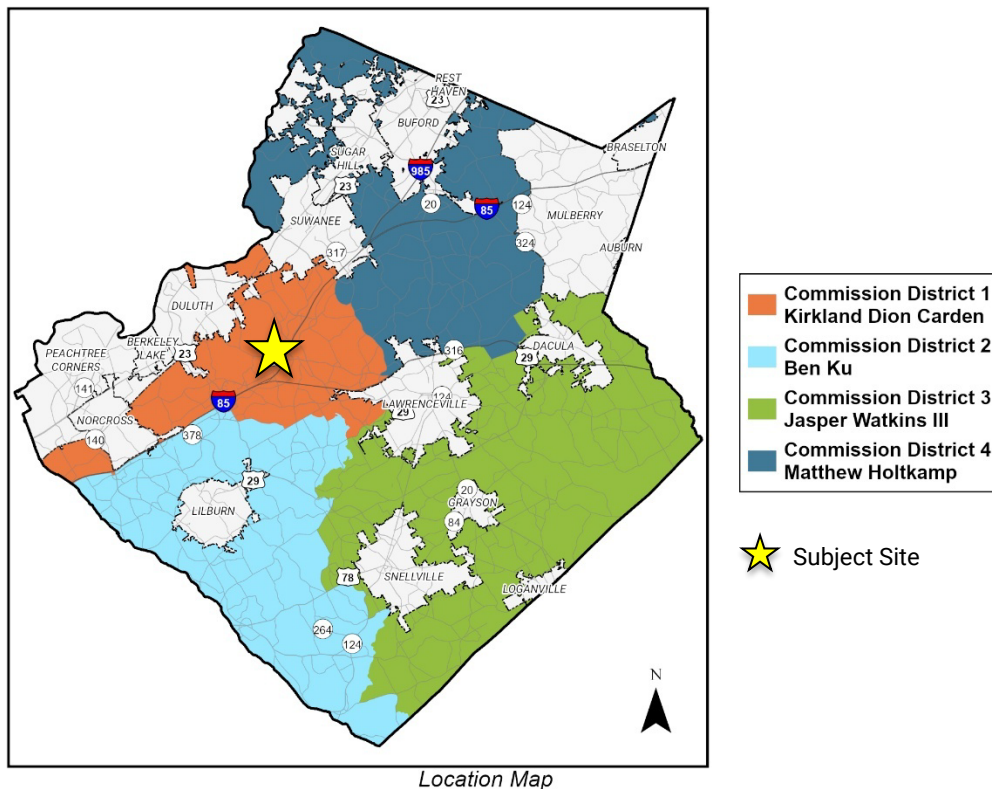 REST
HAVEN
23
BUFORD
BRASELTON
SUGAR
HILL
985
23
20
85
124
MULBERRY
SUWANEE
324
317
AUBURN
DULUTH
BERKELEY
LAKE
23
PEACHTREE
CORNERS
141
316
29
DACULA
124
LAWRENCEVILLE
29
85
NORCROSS
140
378
29
LILBURN
20
GRAYSON
84
78
SNELLVILLE
LOGANVILLE
264
124
N
Commission District 1
Kirkland Dion Carden
Commission District 2
Ben Ku
Commission District 3
Jasper Watkins III
Commission District 4
Matthew Holtkamp
Subject Site
Location Map